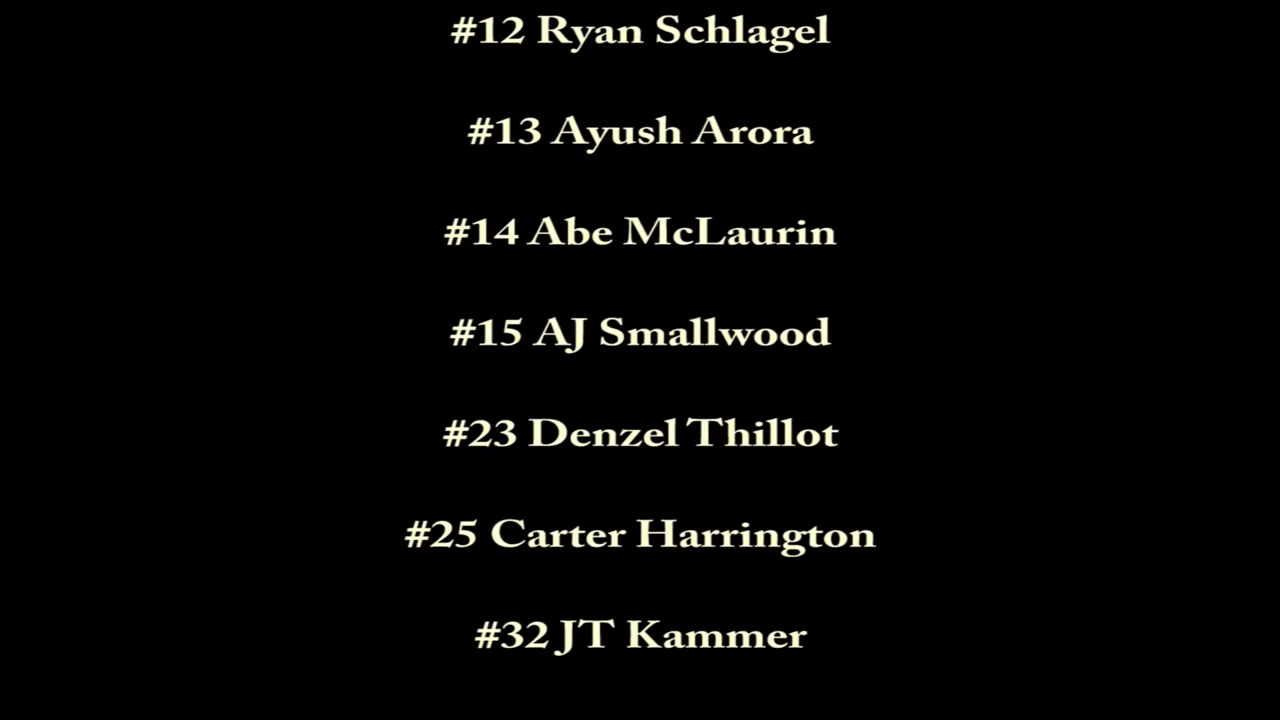 #12 Ryan Schlagel
#13 Ayush Arora
#14 Abe McLaurin
#15 AJ Smallwood
#23 Denzel Thillot
#25 Carter Harrington
#32 JT Kammer